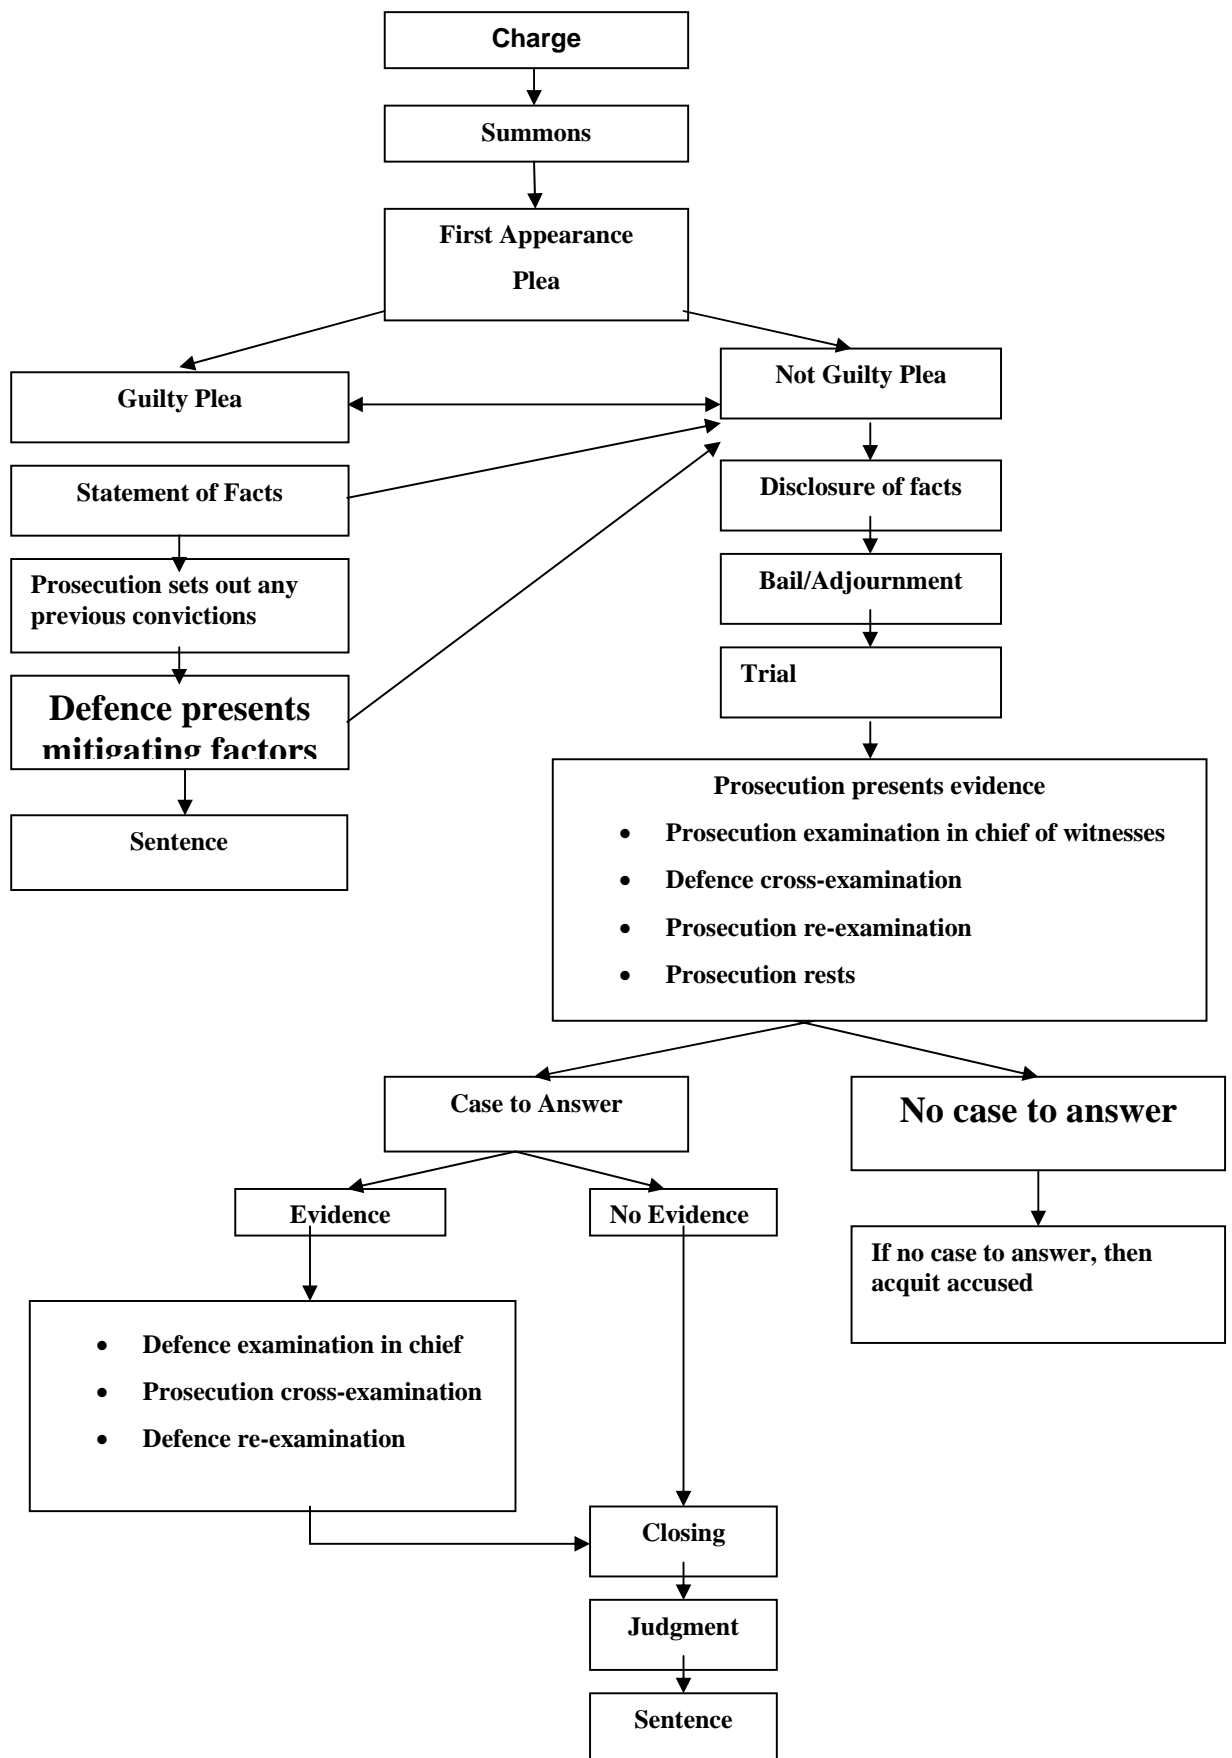 Charge
Summons
First Appearance
Plea
Guilty Plea
Not Guilty Plea
Statement of Facts
Disclosure of facts
Prosecution sets out any
previous convictions
Bail/Adjournment
Defence presents
mitigating factors
Trial
Sentence
Prosecution presents evidence
• Prosecution examination in chief of witnesses
• Defence cross-examination
• Prosecution re-examination
• Prosecution rests
Case to Answer
No case to answer
Evidence
No Evidence
If no case to answer, then
acquit accused
• Defence examination in chief
• Prosecution cross-examination
• Defence re-examination
Closing
Judgment
Sentence